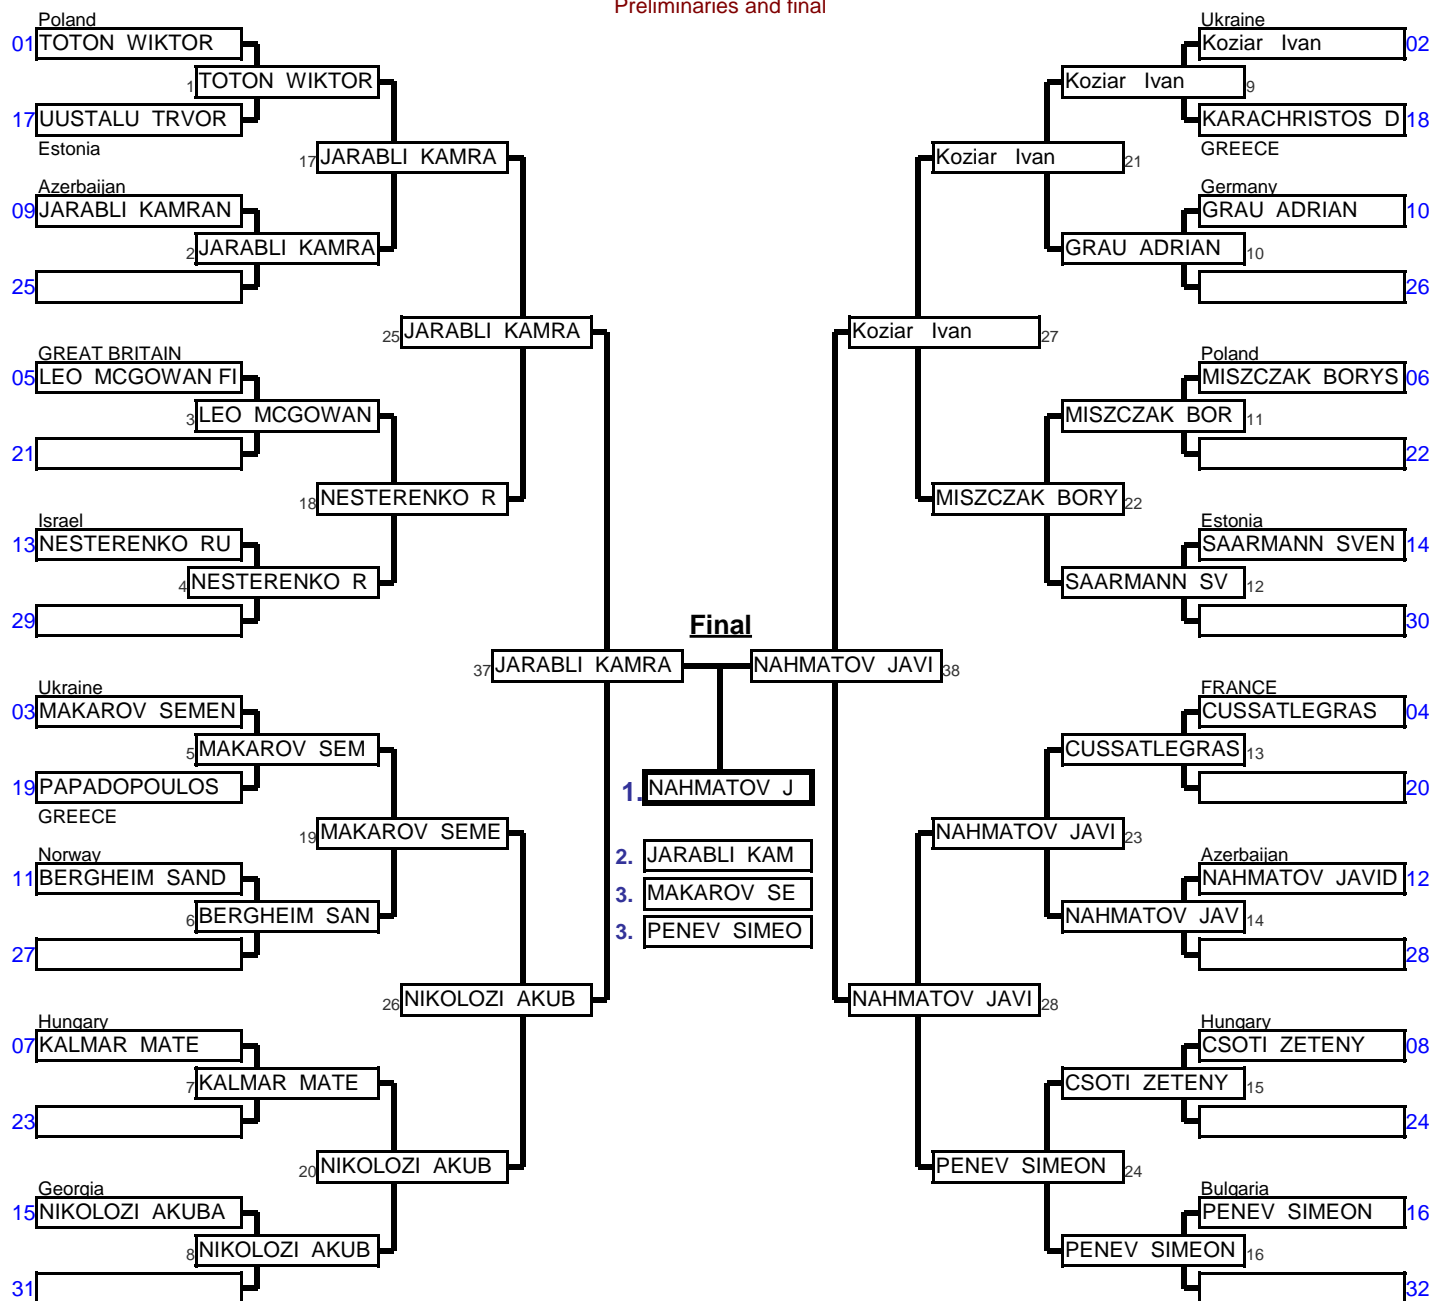 Preliminaries and final
Poland
01 TOTON WIKTOR
1 TOTON WIKTOR
17 UUSTALU TRVOR
Estonia
17 JARABLI KAMRA
Azerbaijan
09 JARABLI KAMRAN
2 JARABLI KAMRA
25
25 JARABLI KAMRA
GREAT BRITAIN
05 LEO MCGOWAN FI
3 LEO MCGOWAN
21
18 NESTERENKO R
Israel
13 NESTERENKO RU
4 NESTERENKO R
29
37 JARABLI KAMRA
Ukraine
03 MAKAROV SEMEN
5 MAKAROV SEM
19 PAPADOPOULOS
GREECE
19 MAKAROV SEME
Norway
11 BERGHEIM SAND
6 BERGHEIM SAN
27
26 NIKOLOZI AKUB
Hungary
07 KALMAR MATE
7 KALMAR MATE
23
20 NIKOLOZI AKUB
Georgia
15 NIKOLOZI AKUBA
8 NIKOLOZI AKUB
31
Final
1. NAHMATOV J
2. JARABLI KAM
3. MAKAROV SE
3. PENEV SIMEO
Ukraine
Koziar Ivan 02
Koziar Ivan 9
KARACHRISTOS D 18
GREECE
Koziar Ivan 21
Germany
GRAU ADRIAN 10
GRAU ADRIAN 10
26
Koziar Ivan 27
Poland
MISZCZAK BORYS 06
MISZCZAK BOR 11
22
MISZCZAK BORY 22
Estonia
SAARMANN SVEN 14
SAARMANN SV 12
30
NAHMATOV JAVI 38
FRANCE
CUSSATLEGRAS 04
CUSSATLEGRAS 13
20
NAHMATOV JAVI 23
Azerbaijan
NAHMATOV JAVID 12
NAHMATOV JAV 14
28
NAHMATOV JAVI 28
Hungary
CSOTI ZETENY 08
CSOTI ZETENY 15
24
PENEV SIMEON 24
Bulgaria
PENEV SIMEON 16
PENEV SIMEON 16
32